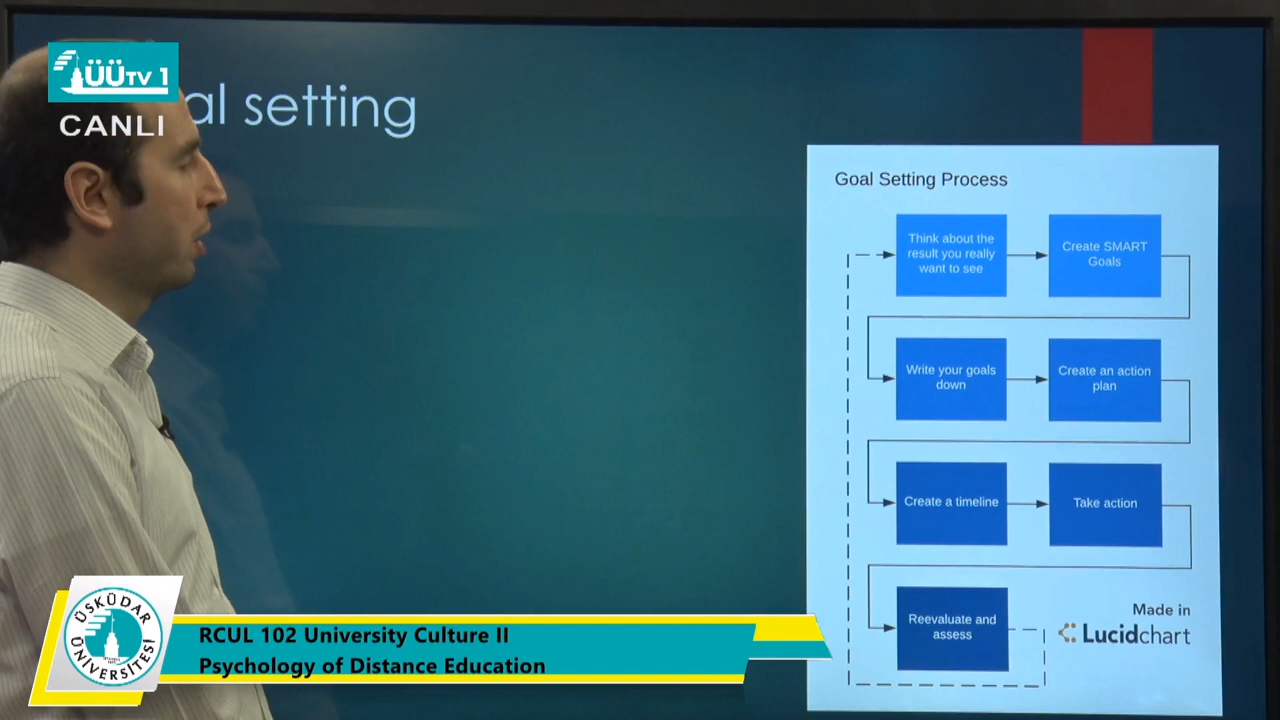 ÜÜTV 1
CANLI
al setting
Goal Setting Process
Think about the
result you really
want to see
Create SMART
Goals
Write your goals
down
Create an action
plan
Create a timeline
Take action
Reevaluate and
assess
Made in
Lucidchart
ÜSKÜDAR
ÜNİVERSİTESİ
RCUL 102 University Culture II
Psychology of Distance Education